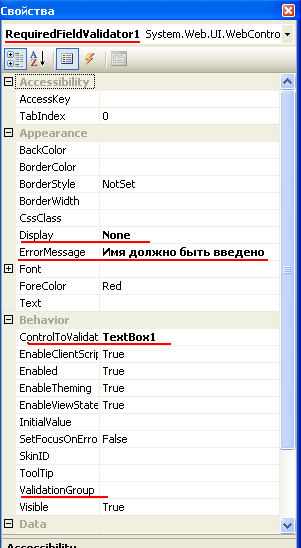 Свойства
RequiredFieldValidator1 System.Web.UI.WebContro
Accessibility
AccessKey
TabIndex 0
Appearance
BackColor
BorderColor
BorderStyle NotSet
BorderWidth
CssClass
Display None
ErrorMessage Имя должно быть введено
Font
ForeColor Red
Text
Behavior
ControlToValidat TextBox1
EnableClientScrip True
Enabled True
EnableTheming True
EnableViewState True
InitialValue
SetFocusOnErro False
SkinID
ToolTip
ValidationGroup
Visible True
Data
Accessibility